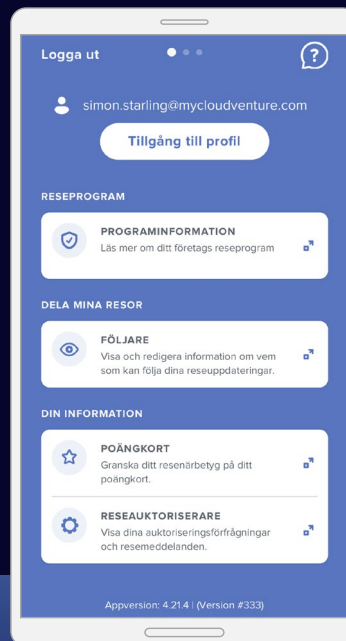 Logga ut
?
simon.starling@mycloudventure.com
Tillgång till profil
RESEPROGRAM
PROGRAMINFORMATION
Läs mer om ditt företags reseprogram
DELA MINA RESOR
FÖLJARE
Visa och redigera information om vem
som kan följa dina reseuppdateringar.
DIN INFORMATION
POÄNGKORT
Granska ditt resenärbetyg på ditt
poängkort.
RESEAUKTORISERARE
Visa dina auktoriseringsförfrågningar
och resemeddelanden.
Appversion: 4.21.4 | (Version #333)